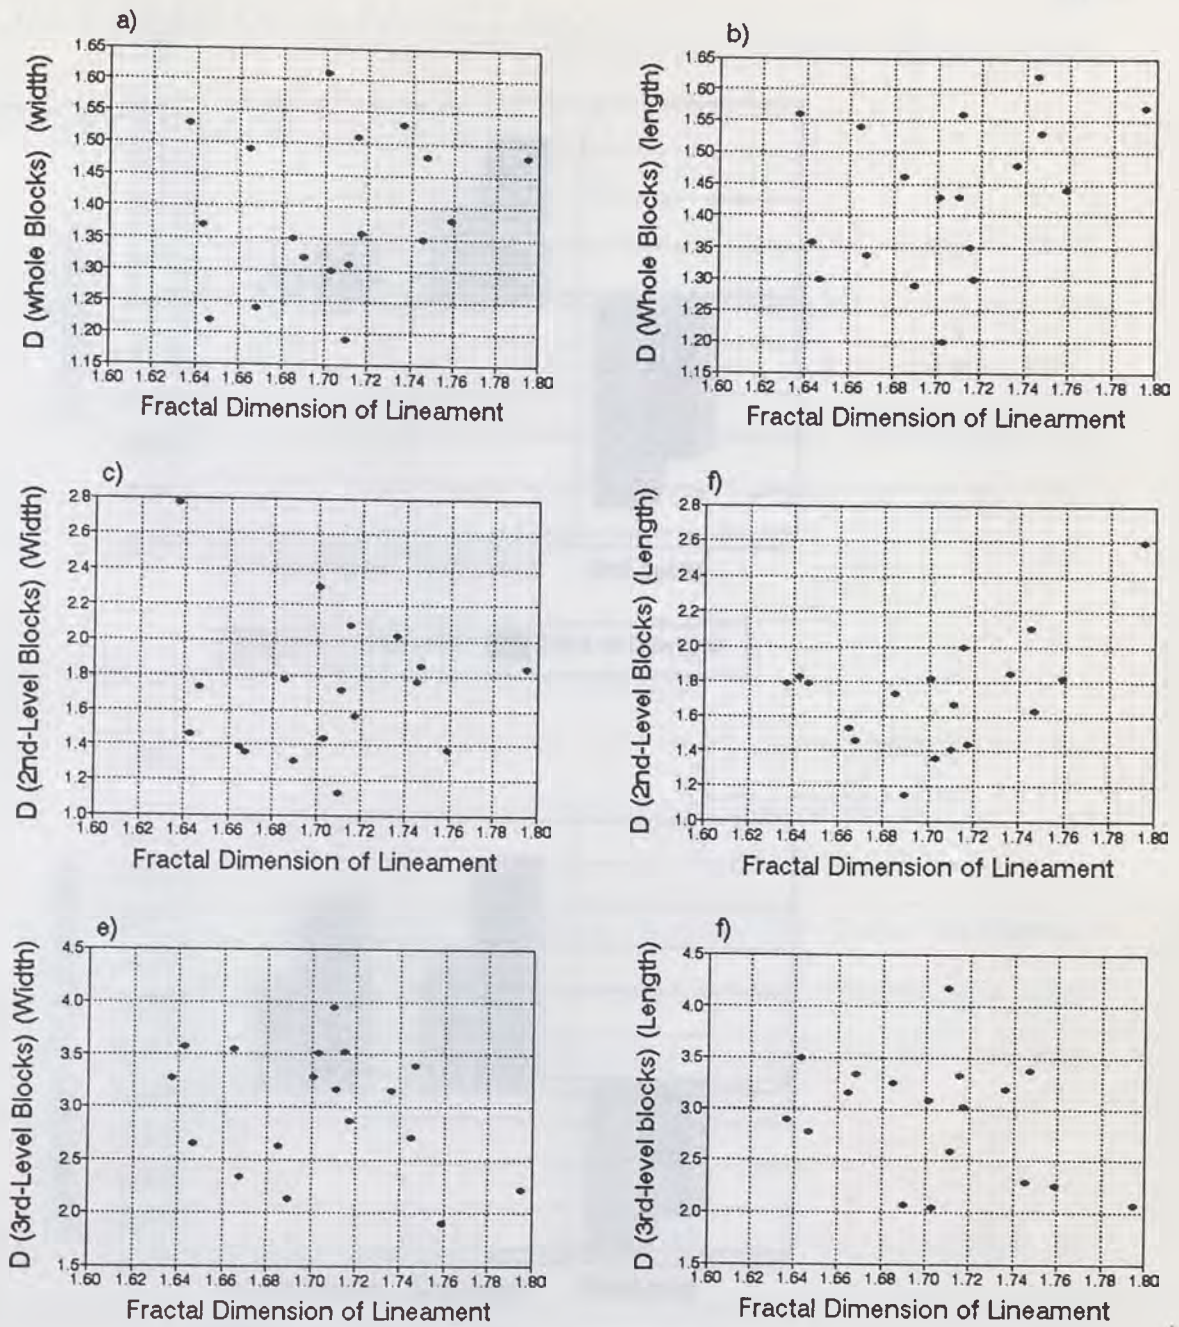 a)
D (whole Blocks) (width)
1.65
1.60
1.55
1.50
1.45
1.40
1.35
1.30
1.25
1.20
1.15
1.60 1.62 1.64 1.66 1.68 1.70 1.72 1.74 1.76 1.78 1.80
Fractal Dimension of Lineament
b)
D (Whole Blocks) (length)
1.65
1.60
1.55
1.50
1.45
1.40
1.35
1.30
1.25
1.20
1.15
1.60 1.62 1.64 1.66 1.68 1.70 1.72 1.74 1.76 1.78 1.80
Fractal Dimension of Linearment
c)
D (2nd-Level Blocks) (Width)
2.8
2.6
2.4
2.2
2.0
1.8
1.6
1.4
1.2
1.0
1.60 1.62 1.64 1.66 1.68 1.70 1.72 1.74 1.76 1.78 1.80
Fractal Dimension of Lineament
f)
D (2nd-Level Blocks) (Length)
2.8
2.6
2.4
2.2
2.0
1.8
1.6
1.4
1.2
1.0
1.60 1.62 1.64 1.66 1.68 1.70 1.72 1.74 1.76 1.78 1.80
Fractal Dimension of Lineament
e)
D (3rd-Level Blocks) (Width)
4.5
4.0
3.5
3.0
2.5
2.0
1.5
1.60 1.62 1.64 1.66 1.68 1.70 1.72 1.74 1.76 1.78 1.80
Fractal Dimension of Lineament
f)
D (3rd-level blocks) (Length)
4.5
4.0
3.5
3.0
2.5
2.0
1.5
1.60 1.62 1.64 1.66 1.68 1.70 1.72 1.74 1.76 1.78 1.80
Fractal Dimension of Lineament